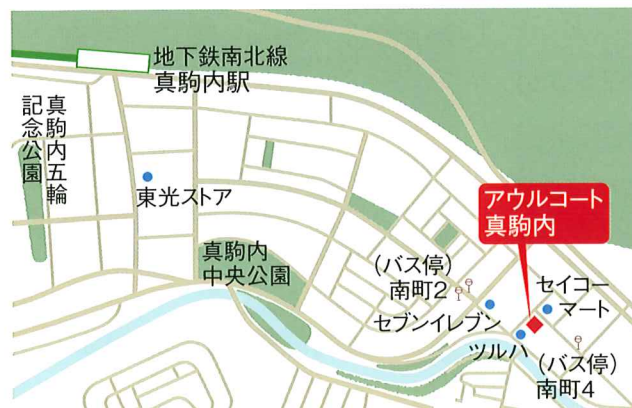 地下鉄南北線
真駒内駅
真駒内五輪
記念公園
東光ストア
アウルコート
真駒内
真駒内
中央公園
(バス停)
南町2
セブンイレブン
セイコー
マート
ツルハ
(バス停)
南町4